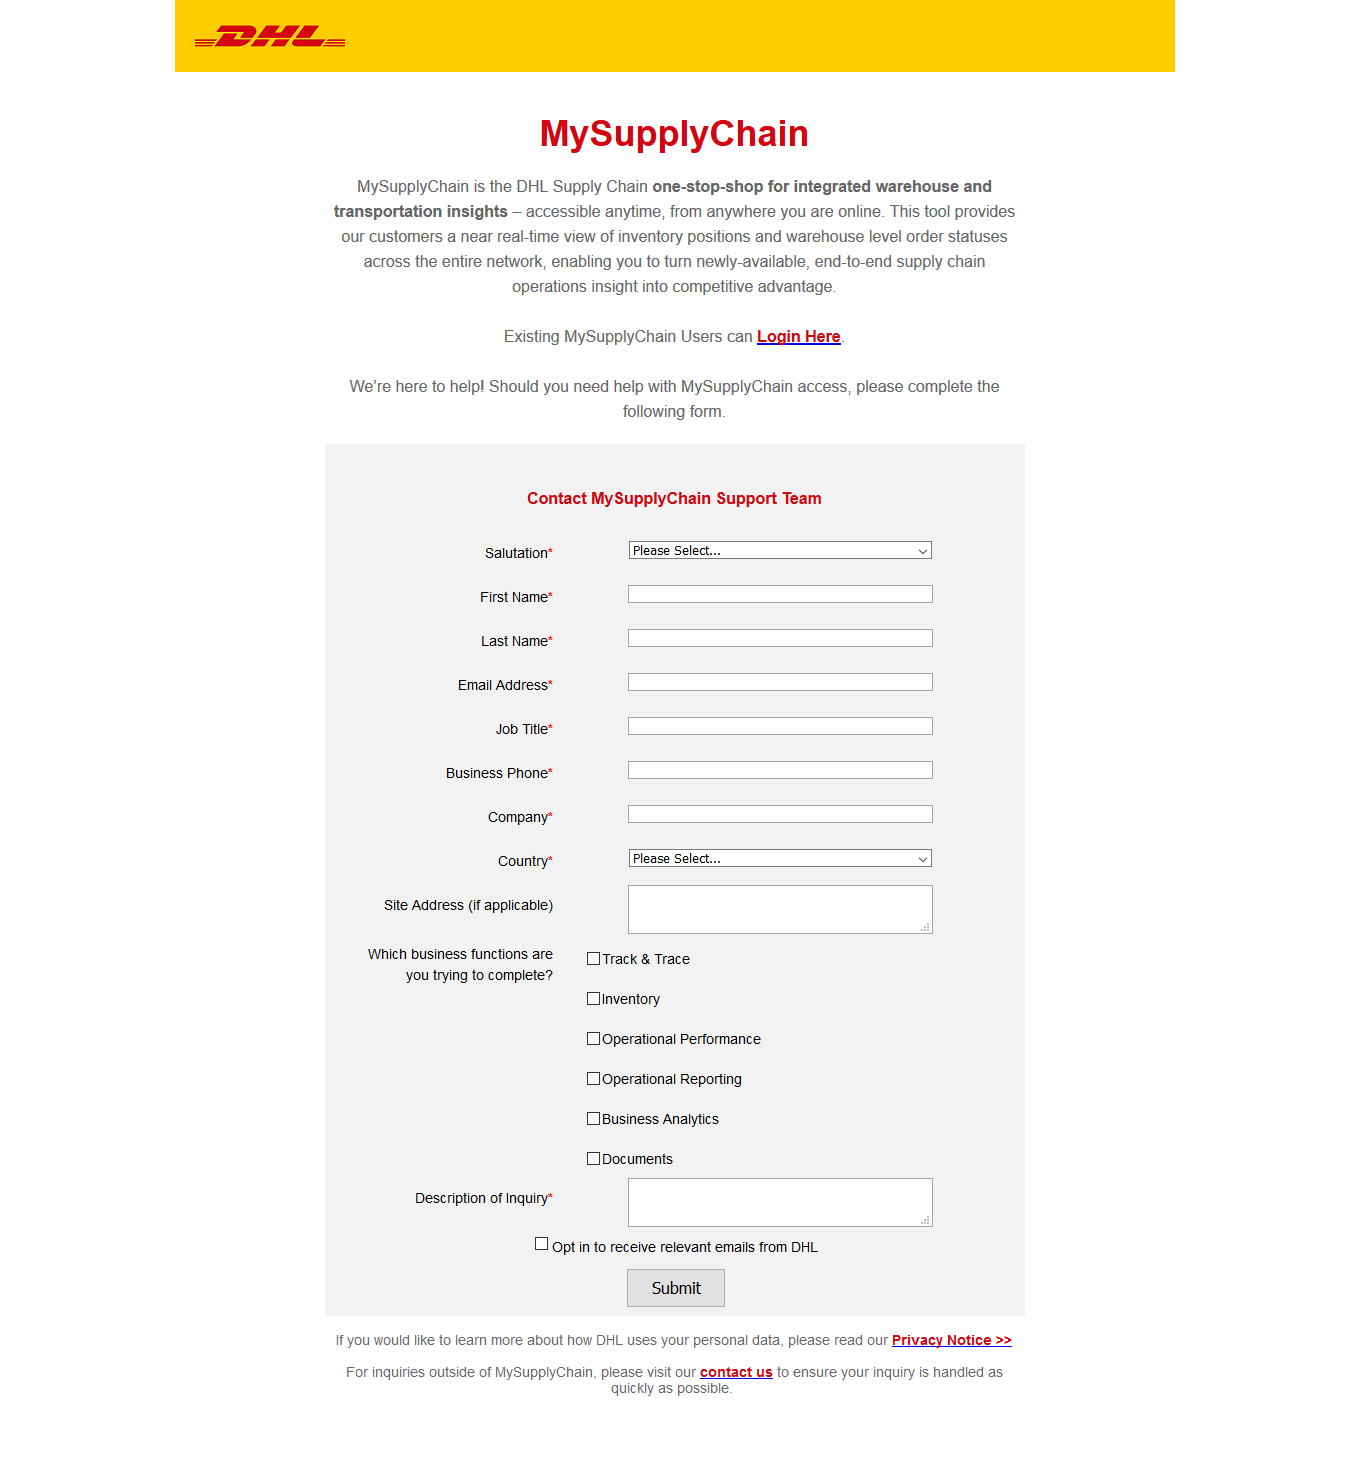 DHL
MySupplyChain
MySupplyChain is the DHL Supply Chain one-stop-shop for integrated warehouse and
transportation insights – accessible anytime, from anywhere you are online. This tool provides
our customers a near real-time view of inventory positions and warehouse level order statuses
across the entire network, enabling you to turn newly-available, end-to-end supply chain
operations insight into competitive advantage.
Existing MySupplyChain Users can Login Here.
We’re here to help! Should you need help with MySupplyChain access, please complete the
following form.
Contact MySupplyChain Support Team
Salutation* Please Select...
First Name*
Last Name*
Email Address*
Job Title*
Business Phone*
Company*
Country* Please Select...
Site Address (if applicable)
Which business functions are
you trying to complete?
Track & Trace
Inventory
Operational Performance
Operational Reporting
Business Analytics
Documents
Description of Inquiry*
Opt in to receive relevant emails from DHL
Submit
If you would like to learn more about how DHL uses your personal data, please read our Privacy Notice >>
For inquiries outside of MySupplyChain, please visit our contact us to ensure your inquiry is handled as
quickly as possible.